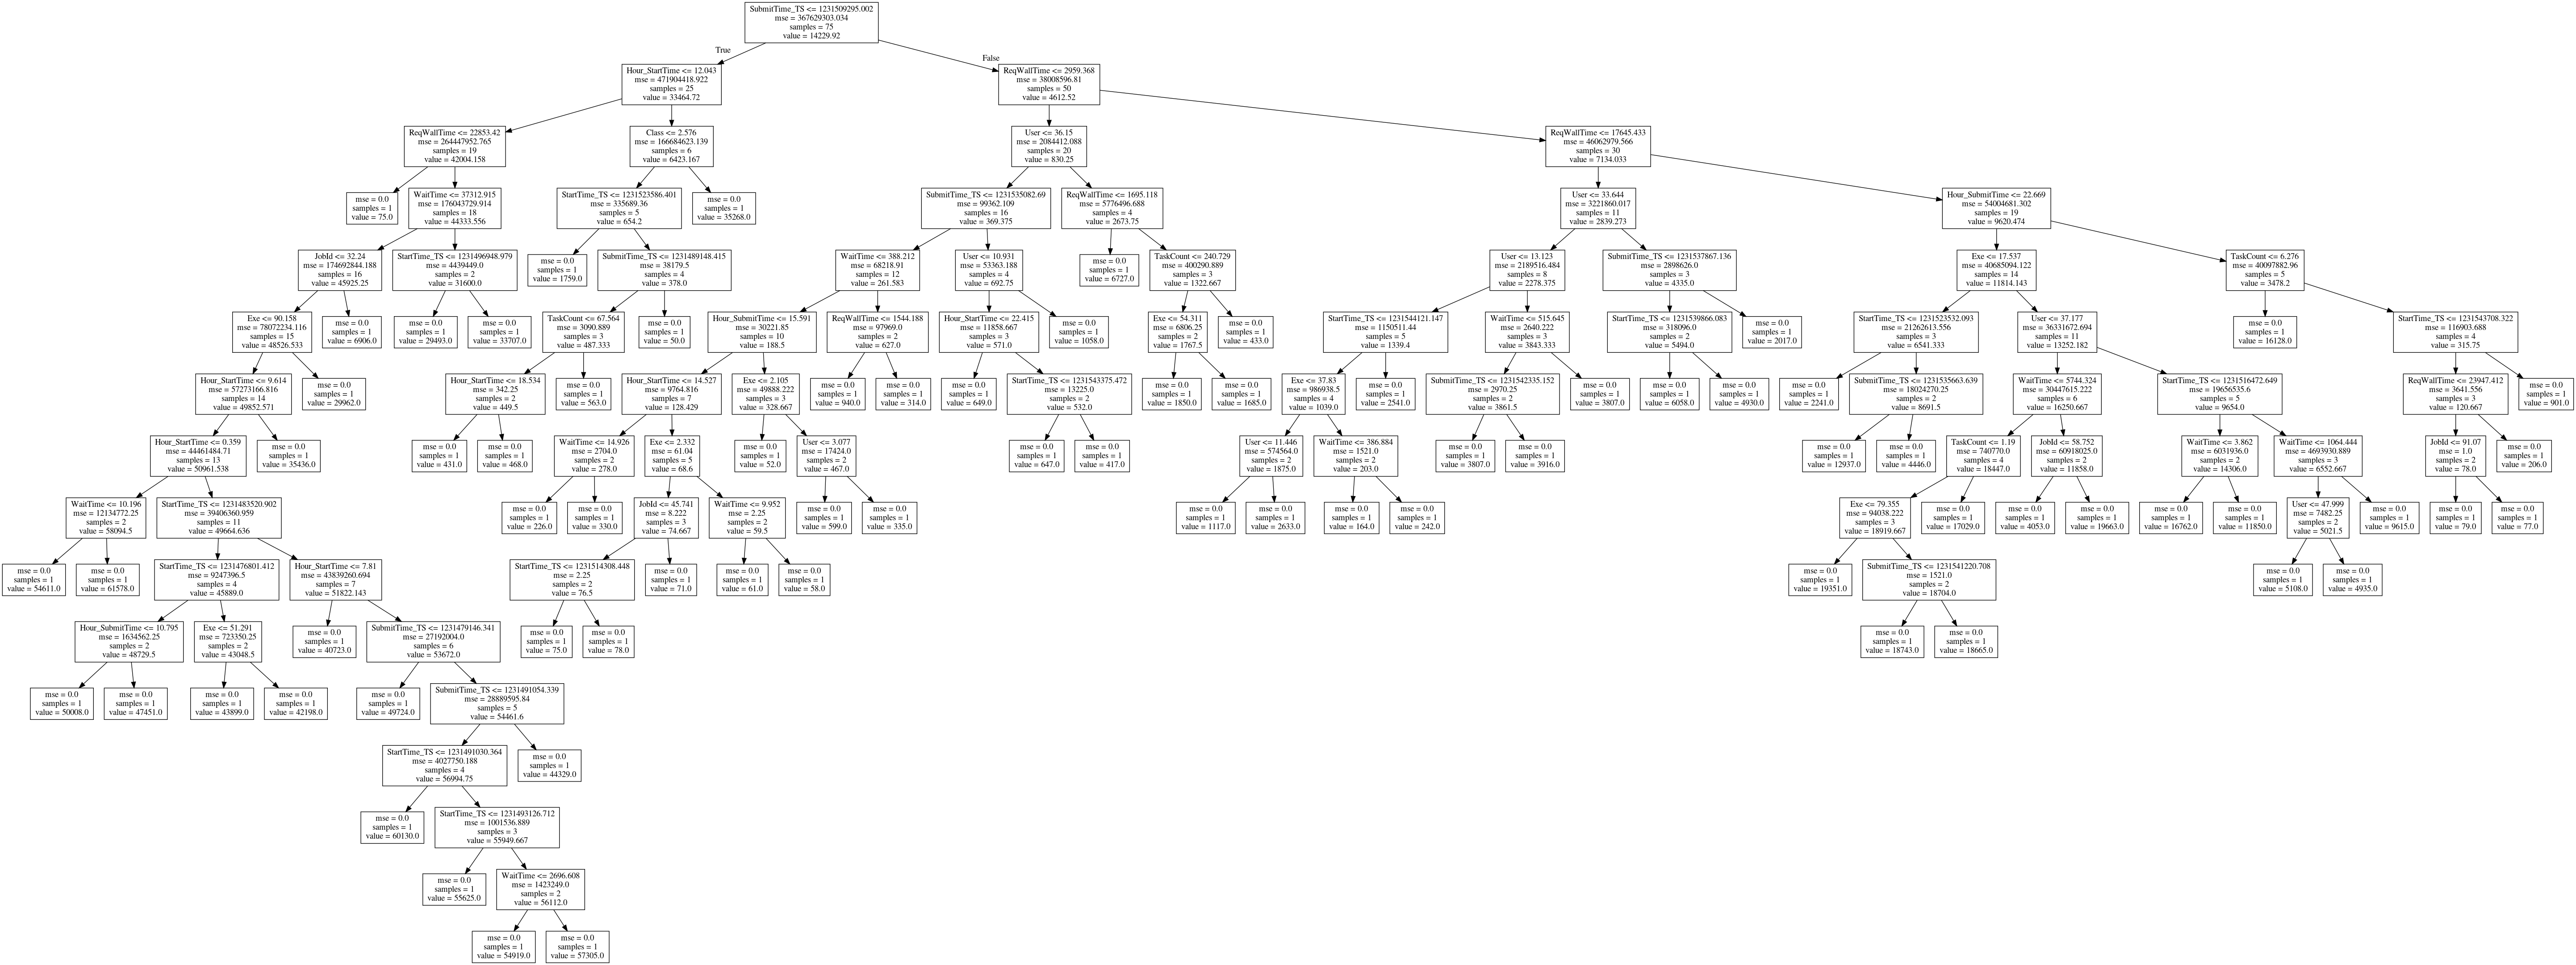 SubmitTime_TS <= 1231509295.002
mse = 367629303.034
samples = 75
value = 14229.92
True
False
Hour_StartTime <= 12.043
mse = 471904418.922
samples = 25
value = 33464.72
ReqWallTime <= 2959.368
mse = 38008596.81
samples = 50
value = 4612.52
ReqWallTime <= 22853.42
mse = 264447952.765
samples = 19
value = 42004.158
Class <= 2.576
mse = 166684623.139
samples = 6
value = 6423.167
User <= 36.15
mse = 2084412.088
samples = 20
value = 830.25
ReqWallTime <= 17645.433
mse = 46062979.566
samples = 30
value = 7134.033
mse = 0.0
samples = 1
value = 75.0
WaitTime <= 37312.915
mse = 176043729.914
samples = 18
value = 44333.556
StartTime_TS <= 1231523586.401
mse = 335689.36
samples = 5
value = 654.2
mse = 0.0
samples = 1
value = 35268.0
SubmitTime_TS <= 1231535082.69
mse = 99362.109
samples = 16
value = 369.375
ReqWallTime <= 1695.118
mse = 5776496.688
samples = 4
value = 2673.75
User <= 33.644
mse = 3221860.017
samples = 11
value = 2839.273
Hour_SubmitTime <= 22.669
mse = 54004681.302
samples = 19
value = 9620.474
JobId <= 32.24
mse = 174692844.188
samples = 16
value = 45925.25
StartTime_TS <= 1231496948.979
mse = 4439449.0
samples = 2
value = 31600.0
mse = 0.0
samples = 1
value = 1759.0
SubmitTime_TS <= 1231489148.415
mse = 38179.5
samples = 4
value = 378.0
WaitTime <= 388.212
mse = 68218.91
samples = 12
value = 261.583
User <= 10.931
mse = 53363.188
samples = 4
value = 692.75
mse = 0.0
samples = 1
value = 6727.0
TaskCount <= 240.729
mse = 400290.889
samples = 3
value = 1322.667
User <= 13.123
mse = 2189516.484
samples = 8
value = 2278.375
SubmitTime_TS <= 1231537867.136
mse = 2898626.0
samples = 3
value = 4335.0
Exe <= 17.537
mse = 40685094.122
samples = 14
value = 11814.143
TaskCount <= 6.276
mse = 40097882.96
samples = 5
value = 3478.2
Exe <= 90.158
mse = 78072234.116
samples = 15
value = 48526.533
mse = 0.0
samples = 1
value = 6906.0
mse = 0.0
samples = 1
value = 29493.0
mse = 0.0
samples = 1
value = 33707.0
TaskCount <= 67.564
mse = 3090.889
samples = 3
value = 487.333
mse = 0.0
samples = 1
value = 50.0
Hour_SubmitTime <= 15.591
mse = 30221.85
samples = 10
value = 188.5
ReqWallTime <= 1544.188
mse = 97969.0
samples = 2
value = 627.0
Hour_StartTime <= 22.415
mse = 11858.667
samples = 3
value = 571.0
mse = 0.0
samples = 1
value = 1058.0
Exe <= 54.311
mse = 6806.25
samples = 2
value = 1767.5
mse = 0.0
samples = 1
value = 433.0
StartTime_TS <= 1231544121.147
mse = 1150511.44
samples = 5
value = 1339.4
WaitTime <= 515.645
mse = 2640.222
samples = 3
value = 3843.333
StartTime_TS <= 1231539866.083
mse = 318096.0
samples = 2
value = 5494.0
mse = 0.0
samples = 1
value = 2017.0
StartTime_TS <= 1231523532.093
mse = 21262613.556
samples = 3
value = 6541.333
User <= 37.177
mse = 36331672.694
samples = 11
value = 13252.182
mse = 0.0
samples = 1
value = 16128.0
StartTime_TS <= 1231543708.322
mse = 116903.688
samples = 4
value = 315.75
Hour_StartTime <= 9.614
mse = 57273166.816
samples = 14
value = 49852.571
mse = 0.0
samples = 1
value = 29962.0
Hour_StartTime <= 18.534
mse = 342.25
samples = 2
value = 449.5
mse = 0.0
samples = 1
value = 563.0
Hour_StartTime <= 14.527
mse = 9764.816
samples = 7
value = 128.429
Exe <= 2.105
mse = 49888.222
samples = 3
value = 328.667
mse = 0.0
samples = 1
value = 940.0
mse = 0.0
samples = 1
value = 314.0
mse = 0.0
samples = 1
value = 649.0
StartTime_TS <= 1231543375.472
mse = 13225.0
samples = 2
value = 532.0
mse = 0.0
samples = 1
value = 1850.0
mse = 0.0
samples = 1
value = 1685.0
Exe <= 37.83
mse = 986938.5
samples = 4
value = 1039.0
mse = 0.0
samples = 1
value = 2541.0
SubmitTime_TS <= 1231542335.152
mse = 2970.25
samples = 2
value = 3861.5
mse = 0.0
samples = 1
value = 3807.0
mse = 0.0
samples = 1
value = 6058.0
mse = 0.0
samples = 1
value = 4930.0
mse = 0.0
samples = 1
value = 2241.0
SubmitTime_TS <= 1231535663.639
mse = 18024270.25
samples = 2
value = 8691.5
WaitTime <= 5744.324
mse = 30447615.222
samples = 6
value = 16250.667
StartTime_TS <= 1231516472.649
mse = 19656535.6
samples = 5
value = 9654.0
ReqWallTime <= 23947.412
mse = 3641.556
samples = 3
value = 120.667
mse = 0.0
samples = 1
value = 901.0
Hour_StartTime <= 0.359
mse = 44461484.71
samples = 13
value = 50961.538
mse = 0.0
samples = 1
value = 35436.0
mse = 0.0
samples = 1
value = 431.0
mse = 0.0
samples = 1
value = 468.0
WaitTime <= 14.926
mse = 2704.0
samples = 2
value = 278.0
Exe <= 2.332
mse = 61.04
samples = 5
value = 68.6
mse = 0.0
samples = 1
value = 52.0
User <= 3.077
mse = 17424.0
samples = 2
value = 467.0
mse = 0.0
samples = 1
value = 647.0
mse = 0.0
samples = 1
value = 417.0
User <= 11.446
mse = 574564.0
samples = 2
value = 1875.0
WaitTime <= 386.884
mse = 1521.0
samples = 2
value = 203.0
mse = 0.0
samples = 1
value = 3807.0
mse = 0.0
samples = 1
value = 3916.0
mse = 0.0
samples = 1
value = 12937.0
mse = 0.0
samples = 1
value = 4446.0
TaskCount <= 1.19
mse = 740770.0
samples = 4
value = 18447.0
JobId <= 58.752
mse = 60918025.0
samples = 2
value = 11858.0
WaitTime <= 3.862
mse = 6031936.0
samples = 2
value = 14306.0
WaitTime <= 1064.444
mse = 4693930.889
samples = 3
value = 6552.667
JobId <= 91.07
mse = 1.0
samples = 2
value = 78.0
mse = 0.0
samples = 1
value = 206.0
WaitTime <= 10.196
mse = 12134772.25
samples = 2
value = 58094.5
StartTime_TS <= 1231483520.902
mse = 39406360.959
samples = 11
value = 49664.636
mse = 0.0
samples = 1
value = 226.0
mse = 0.0
samples = 1
value = 330.0
JobId <= 45.741
mse = 8.222
samples = 3
value = 74.667
WaitTime <= 9.952
mse = 2.25
samples = 2
value = 59.5
mse = 0.0
samples = 1
value = 599.0
mse = 0.0
samples = 1
value = 335.0
mse = 0.0
samples = 1
value = 1117.0
mse = 0.0
samples = 1
value = 2633.0
mse = 0.0
samples = 1
value = 164.0
mse = 0.0
samples = 1
value = 242.0
Exe <= 79.355
mse = 94038.222
samples = 3
value = 18919.667
mse = 0.0
samples = 1
value = 17029.0
mse = 0.0
samples = 1
value = 4053.0
mse = 0.0
samples = 1
value = 19663.0
mse = 0.0
samples = 1
value = 16762.0
mse = 0.0
samples = 1
value = 11850.0
User <= 47.999
mse = 7482.25
samples = 2
value = 5021.5
mse = 0.0
samples = 1
value = 9615.0
mse = 0.0
samples = 1
value = 79.0
mse = 0.0
samples = 1
value = 77.0
mse = 0.0
samples = 1
value = 54611.0
mse = 0.0
samples = 1
value = 61578.0
StartTime_TS <= 1231476801.412
mse = 9247396.5
samples = 4
value = 45889.0
Hour_StartTime <= 7.81
mse = 43839260.694
samples = 7
value = 51822.143
StartTime_TS <= 1231514308.448
mse = 2.25
samples = 2
value = 76.5
mse = 0.0
samples = 1
value = 71.0
mse = 0.0
samples = 1
value = 61.0
mse = 0.0
samples = 1
value = 58.0
mse = 0.0
samples = 1
value = 19351.0
SubmitTime_TS <= 1231541220.708
mse = 1521.0
samples = 2
value = 18704.0
mse = 0.0
samples = 1
value = 5108.0
mse = 0.0
samples = 1
value = 4935.0
Hour_SubmitTime <= 10.795
mse = 1634562.25
samples = 2
value = 48729.5
Exe <= 51.291
mse = 723350.25
samples = 2
value = 43048.5
mse = 0.0
samples = 1
value = 40723.0
SubmitTime_TS <= 1231479146.341
mse = 27192004.0
samples = 6
value = 53672.0
mse = 0.0
samples = 1
value = 75.0
mse = 0.0
samples = 1
value = 78.0
mse = 0.0
samples = 1
value = 18743.0
mse = 0.0
samples = 1
value = 18665.0
mse = 0.0
samples = 1
value = 50008.0
mse = 0.0
samples = 1
value = 47451.0
mse = 0.0
samples = 1
value = 43899.0
mse = 0.0
samples = 1
value = 42198.0
mse = 0.0
samples = 1
value = 49724.0
SubmitTime_TS <= 1231491054.339
mse = 28889595.84
samples = 5
value = 54461.6
StartTime_TS <= 1231491030.364
mse = 4027750.188
samples = 4
value = 56994.75
mse = 0.0
samples = 1
value = 44329.0
mse = 0.0
samples = 1
value = 60130.0
StartTime_TS <= 1231493126.712
mse = 1001536.889
samples = 3
value = 55949.667
mse = 0.0
samples = 1
value = 55625.0
WaitTime <= 2696.608
mse = 1423249.0
samples = 2
value = 56112.0
mse = 0.0
samples = 1
value = 54919.0
mse = 0.0
samples = 1
value = 57305.0